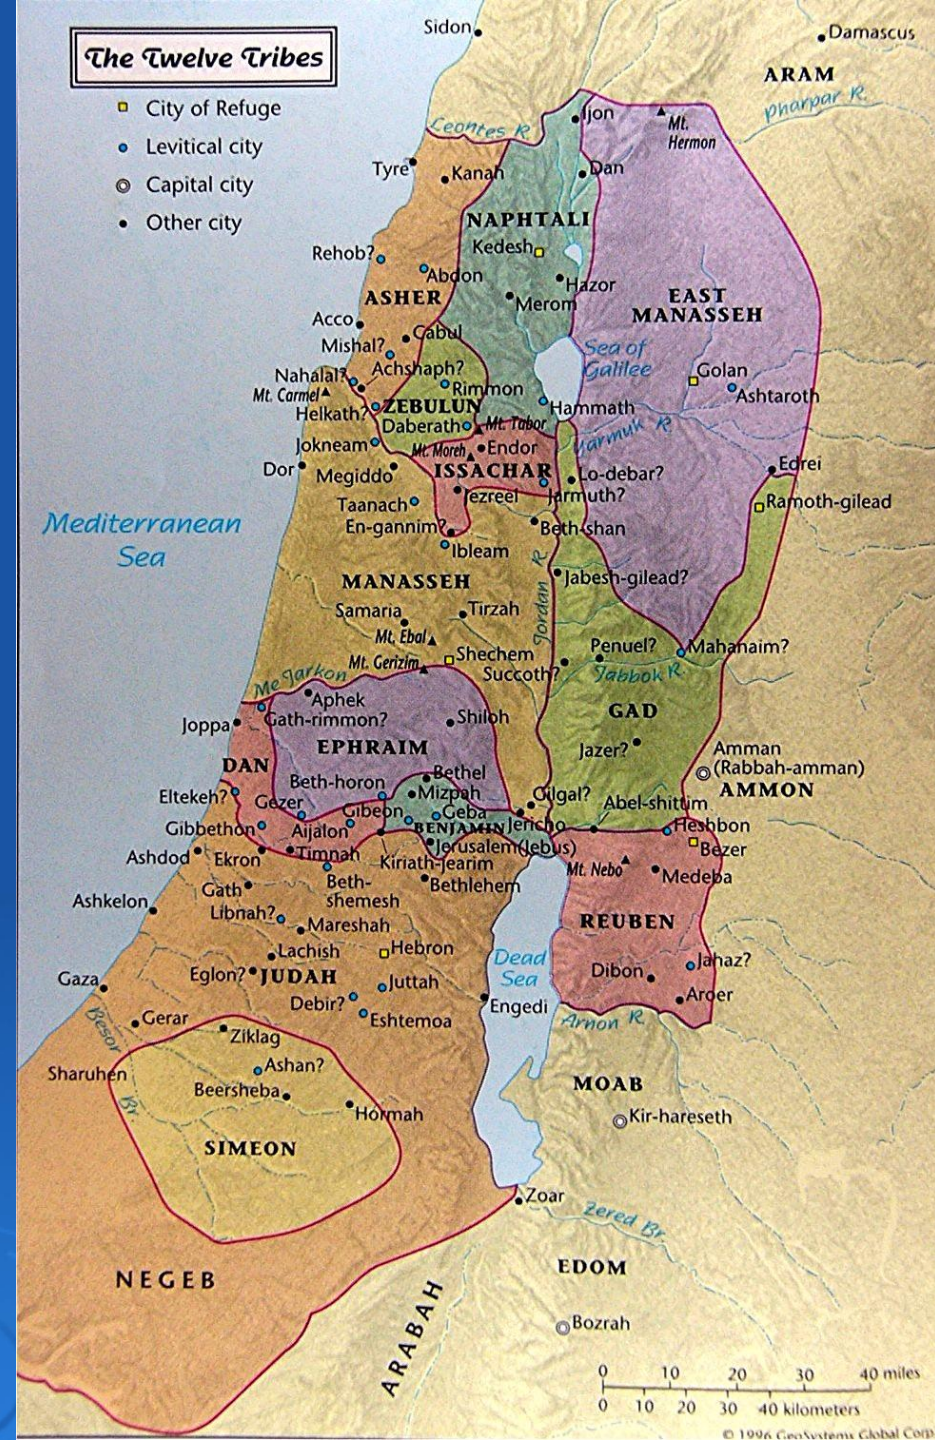 The Twelve Tribes
City of Refuge
Levitical city
Capital city
Other city
Sidon
Damascus
ARAM
Pharpar R.
Leontes R.
Ijon
Mt.
Hermon
Tyre
Kanah
Dan
NAPHTALI
Kedesh
Rehob?
Abdon
Hazor
ASHER
Merom
EAST
MANASSEH
Acco
Cabul
Mishal?
Sea of
Galilee
Achshaph?
Nahalal?
Golan
Mt. Carmel
Rimmon
Ashtaroth
Helkath?
ZEBULUN
Hammath
Daberath
Mt. Tabor
Yarmuk R.
Jokneam
Mt. Moreh
Endor
Dor
Megiddo
ISSACHAR
Lo-debar?
Edrei
Jezreel
Jarmuth?
Ramoth-gilead
Taanach
En-gannim?
Beth-shan
Mediterranean
Sea
Ibleam
Jordan R.
MANASSEH
Jabesh-gilead?
Samaria
Tirzah
Mt. Ebal
Penuel?
Mahanaim?
Mt. Gerizim
Shechem
Succoth?
Jabbok R.
Me Jarkon
Aphek
Joppa
Gath-rimmon?
Shiloh
GAD
EPHRAIM
Jazer?
Amman
(Rabbah-amman)
DAN
Bethel
AMMON
Beth-horon
Mizpah
Eltekeh?
Gezer
Gilgal?
Abel-shittim
Gibeon
Geba
Gibbethon
Aijalon
BENJAMIN
Jericho
Heshbon
Jerusalem(Jebus)
Bezer
Ashdod
Ekron
Timnah
Kiriath-jearim
Mt. Nebo
Medeba
Gath
Beth-
shemesh
Bethlehem
Ashkelon
Libnah?
Mareshah
REUBEN
Lachish
Hebron
Dead
Sea
Jahaz?
Gaza
Eglon?
JUDAH
Juttah
Dibon
Debir?
Engedi
Aroer
Gerar
Eshtemoa
Arnon R.
Besor
Br.
Ziklag
Sharuhen
Ashan?
MOAB
Beersheba
Hormah
Kir-hareseth
SIMEON
Zoar
Zered Br.
NEGEB
EDOM
ARABAH
Bozrah
0 10 20 30 40 miles
0 10 20 30 40 kilometers
© 1996 GeoSystems Global Corp